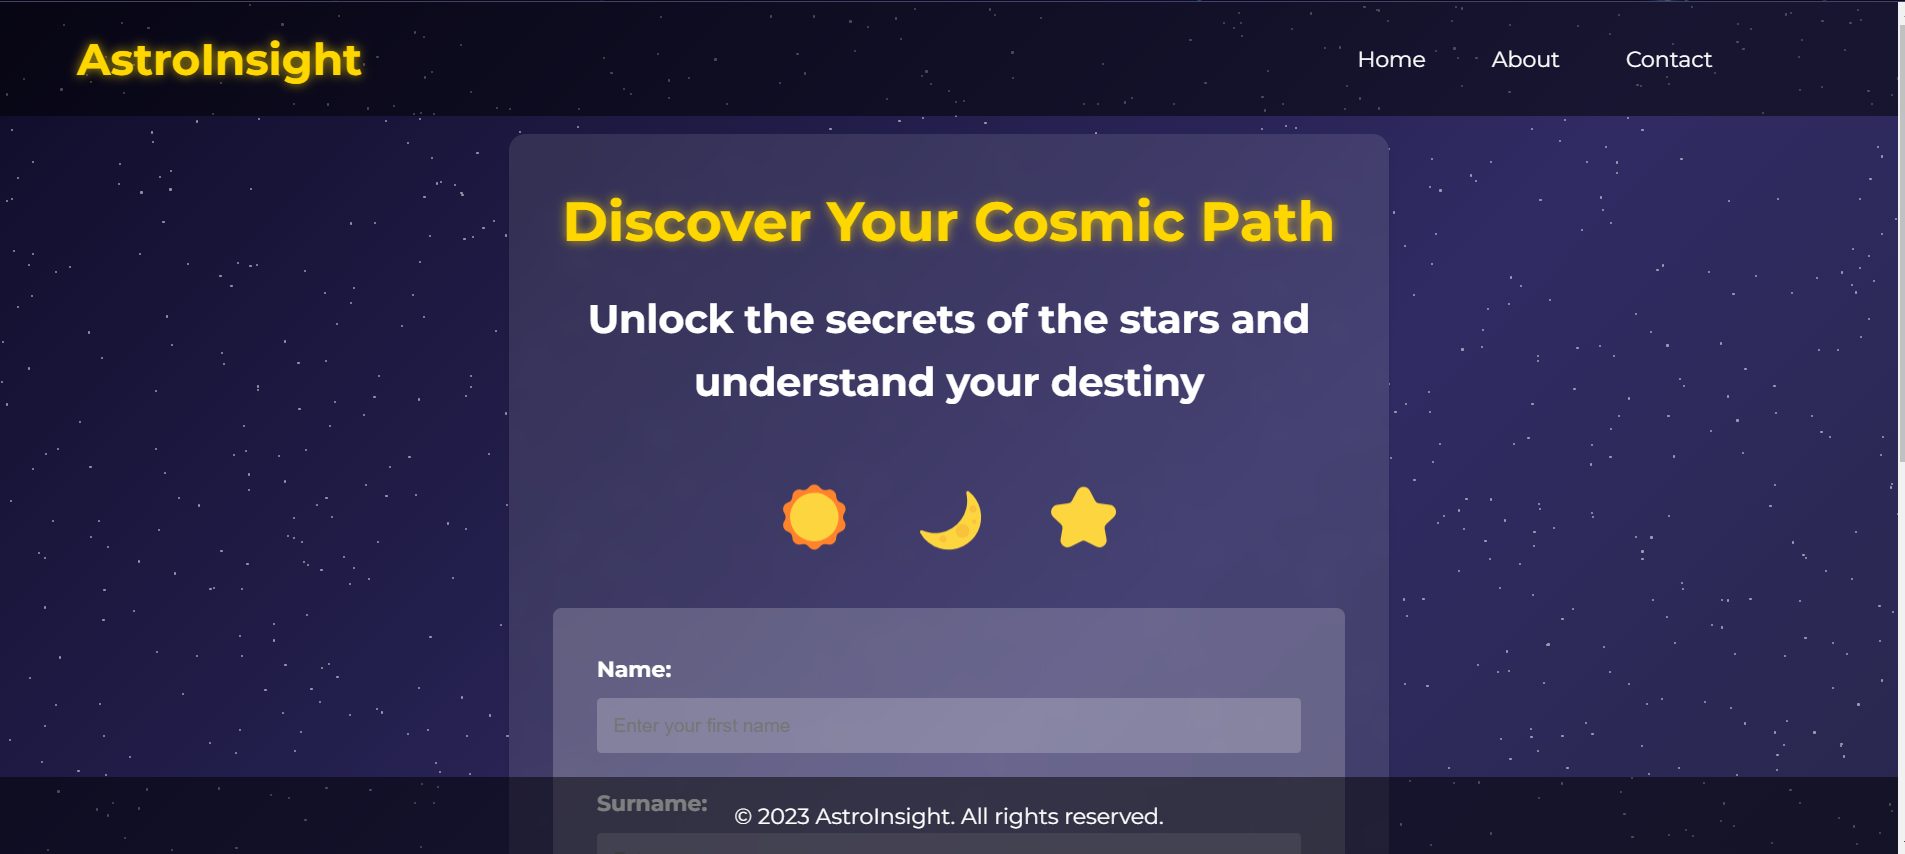 AstroInsight
Home
About
Contact
Discover Your Cosmic Path
Unlock the secrets of the stars and
understand your destiny
Name:
Enter your first name
Surname:
© 2023 AstroInsight. All rights reserved.